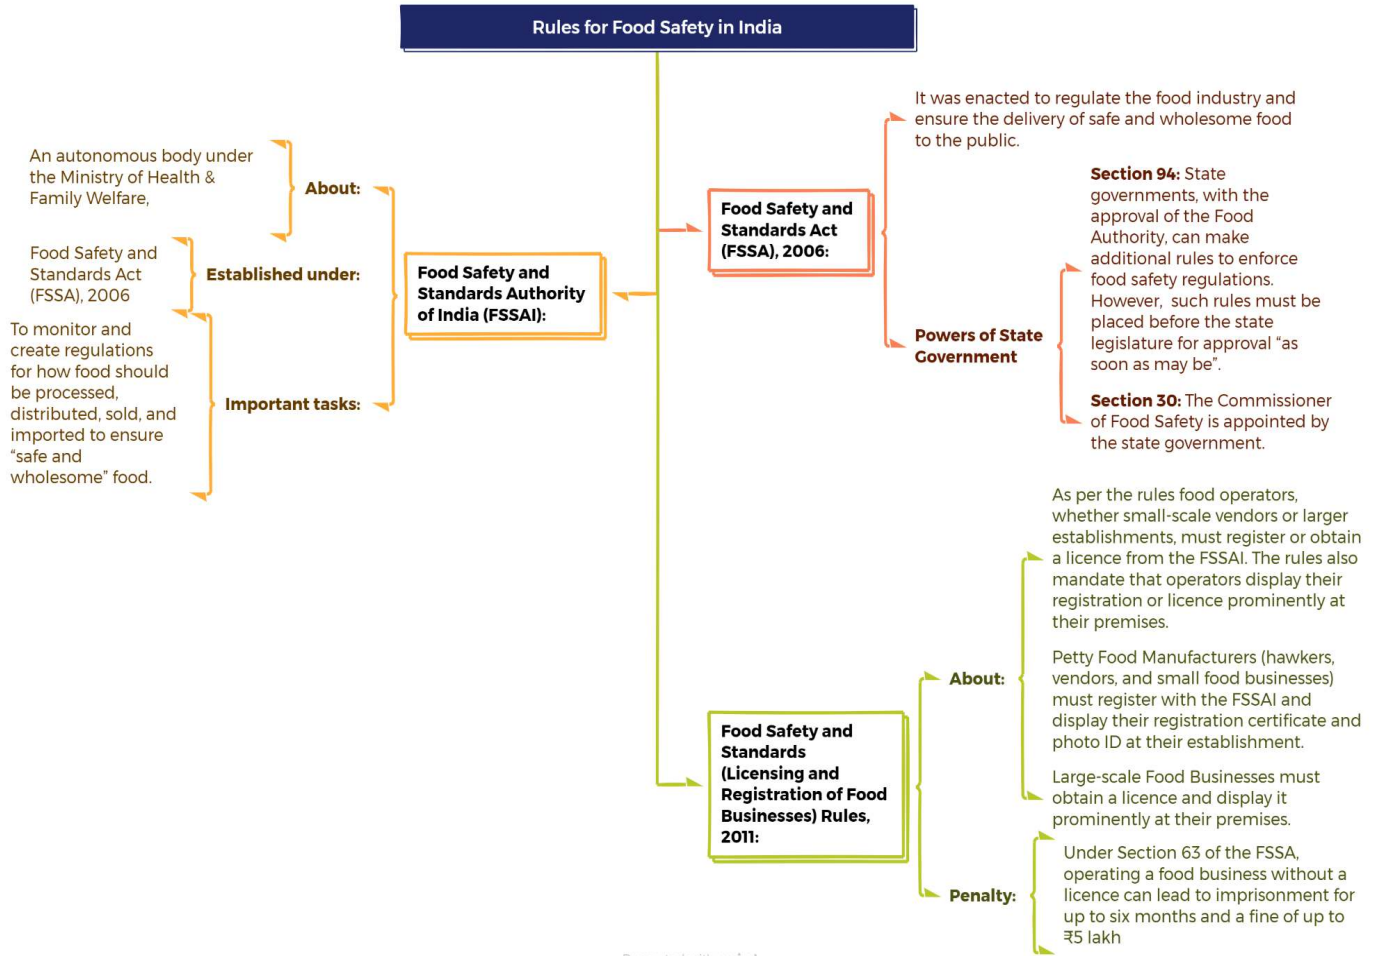 Rules for Food Safety in India
An autonomous body under
the Ministry of Health &
Family Welfare,
About:
Food Safety and
Standards Act
(FSSA), 2006
Established under:
To monitor and
create regulations
for how food should
be processed,
distributed, sold, and
imported to ensure
“safe and
wholesome” food.
Important tasks:
Food Safety and
Standards Authority
of India (FSSAI):
Food Safety and
Standards Act
(FSSA), 2006:
It was enacted to regulate the food industry and
ensure the delivery of safe and wholesome food
to the public.
Powers of State
Government
Section 94: State
governments, with the
approval of the Food
Authority, can make
additional rules to enforce
food safety regulations.
However, such rules must be
placed before the state
legislature for approval “as
soon as may be”.
Section 30: The Commissioner
of Food Safety is appointed by
the state government.
Food Safety and
Standards
(Licensing and
Registration of Food
Businesses) Rules,
2011:
About:
As per the rules food operators,
whether small-scale vendors or larger
establishments, must register or obtain
a licence from the FSSAI. The rules also
mandate that operators display their
registration or licence prominently at
their premises.
Petty Food Manufacturers (hawkers,
vendors, and small food businesses)
must register with the FSSAI and
display their registration certificate and
photo ID at their establishment.
Large-scale Food Businesses must
obtain a licence and display it
prominently at their premises.
Penalty:
Under Section 63 of the FSSA,
operating a food business without a
licence can lead to imprisonment for
up to six months and a fine of up to
₹5 lakh